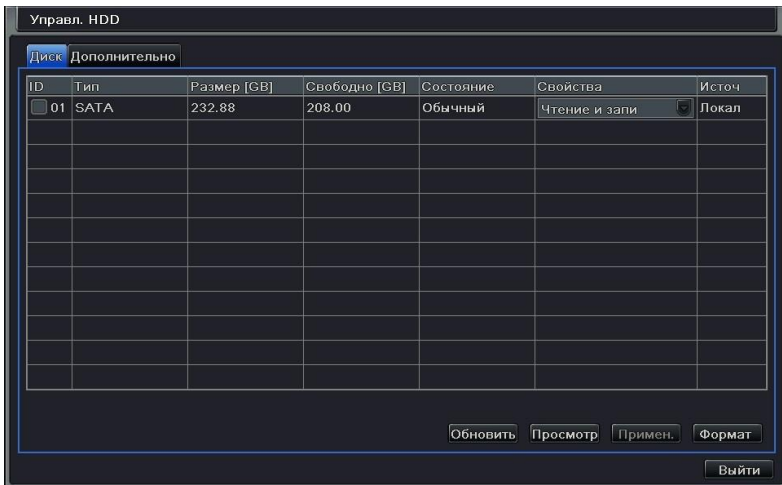 Управл. HDD
Диск Дополнительно
ID Тип Размер [GB] Свободно [GB] Состояние Свойства Источ
01 SATA 232.88 208.00 Обычный Чтение и запи Локал
Обновить Просмотр Примен. Формат
Выйти